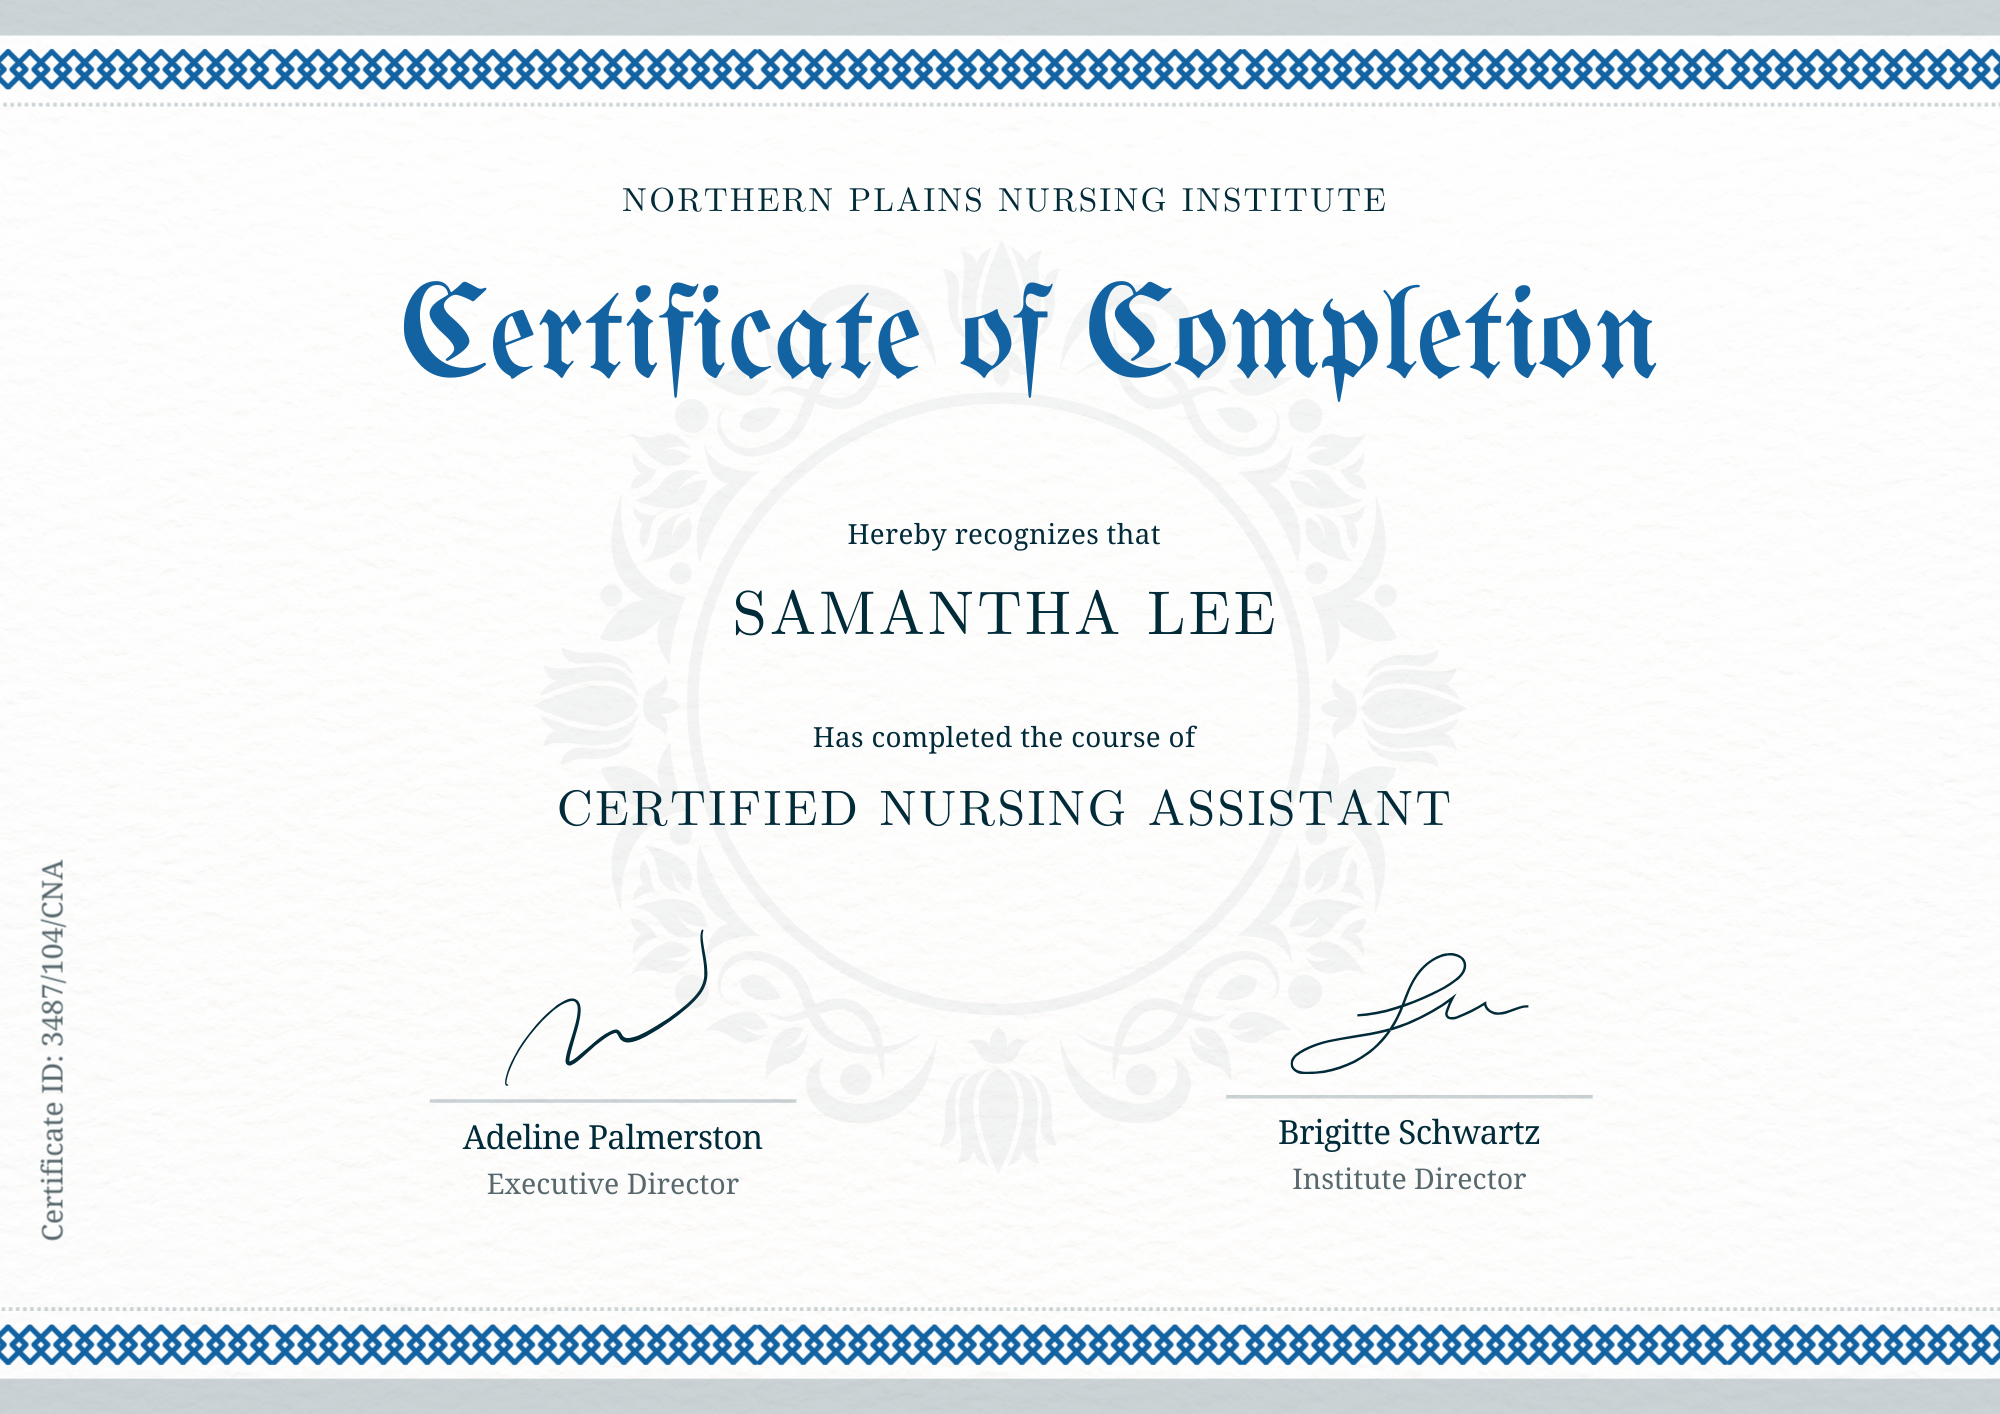 NORTHERN PLAINS NURSING INSTITUTE
Certificate of Completion
Hereby recognizes that
SAMANTHA LEE
Has completed the course of
CERTIFIED NURSING ASSISTANT
Adeline Palmerston
Executive Director
Brigitte Schwartz
Institute Director
Certificate ID: 3487/104/CNA